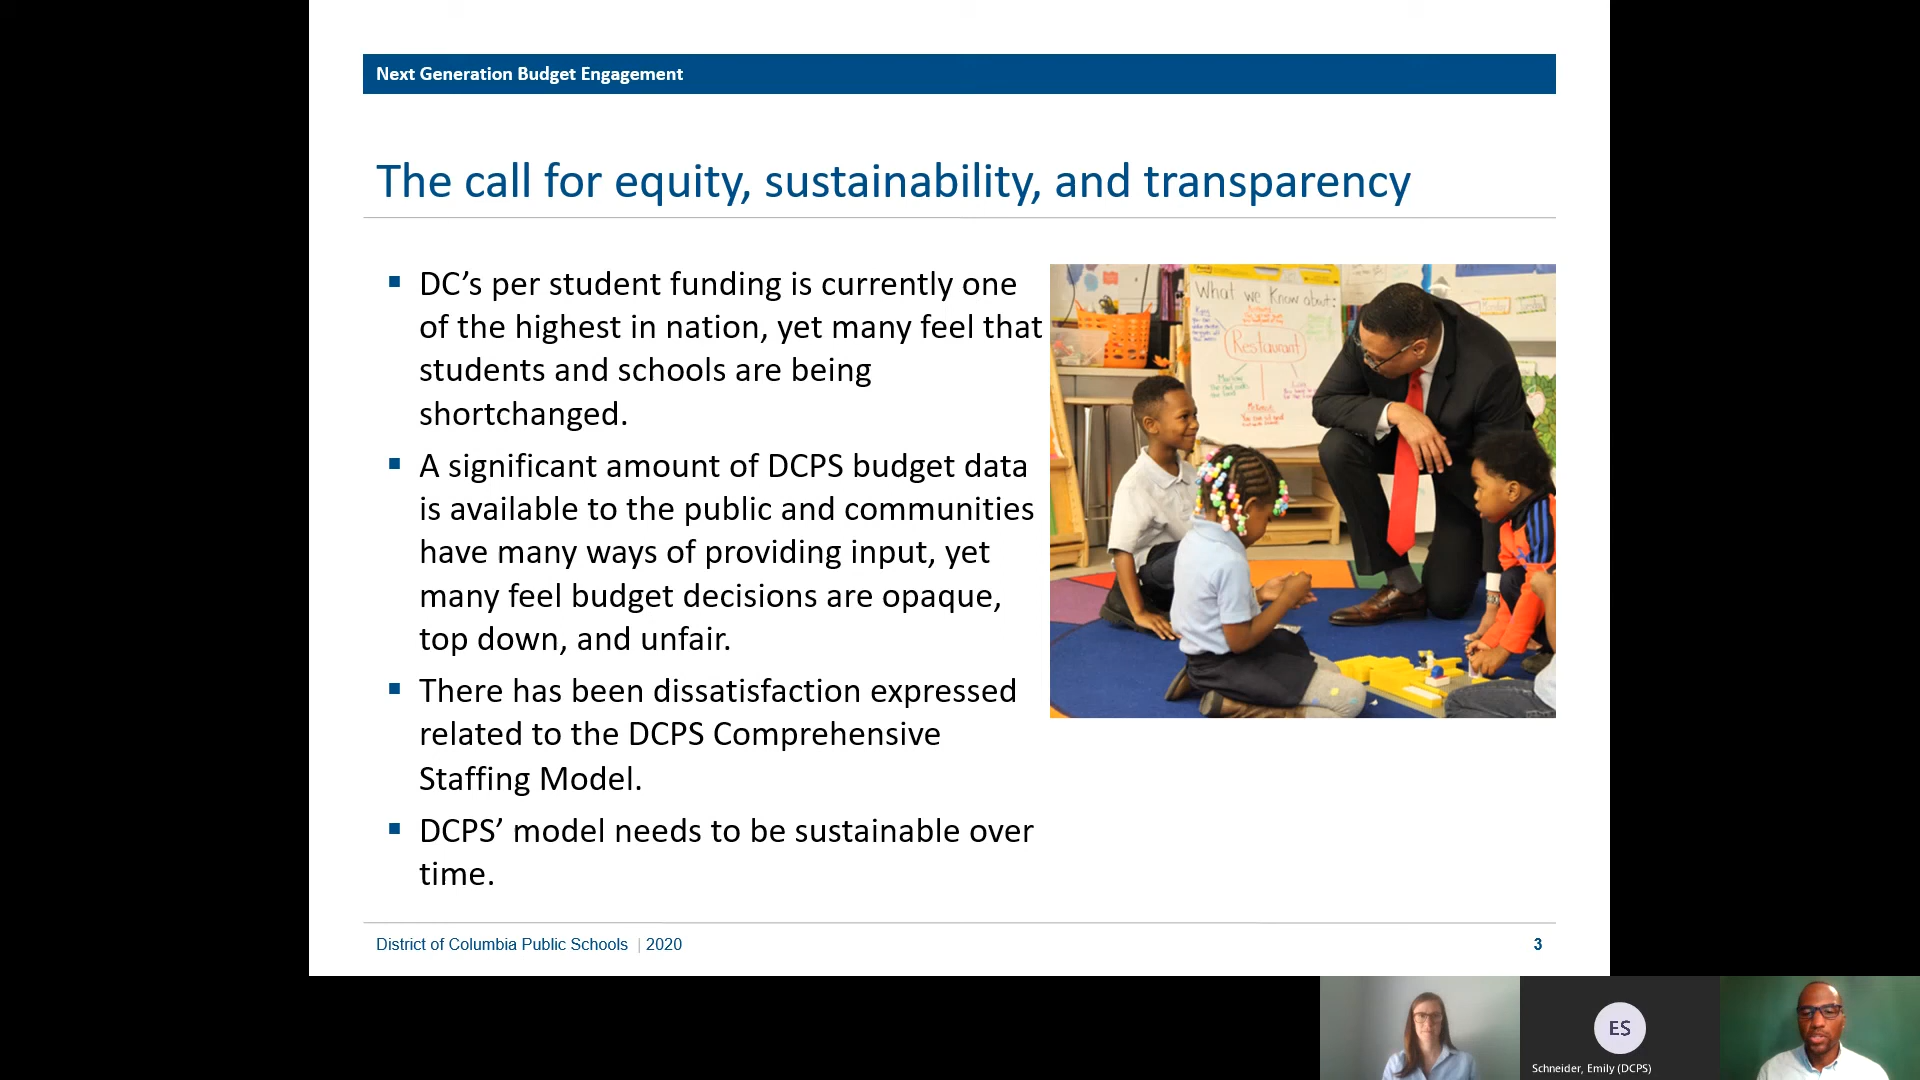 Next Generation Budget Engagement
The call for equity, sustainability, and transparency
▪ DC’s per student funding is currently one
of the highest in nation, yet many feel that
students and schools are being
shortchanged.
▪ A significant amount of DCPS budget data
is available to the public and communities
have many ways of providing input, yet
many feel budget decisions are opaque,
top down, and unfair.
▪ There has been dissatisfaction expressed
related to the DCPS Comprehensive
Staffing Model.
▪ DCPS’ model needs to be sustainable over
time.
What we know about:
Restaurant
District of Columbia Public Schools | 2020
3
ES
Schneider, Emily (DCPS)